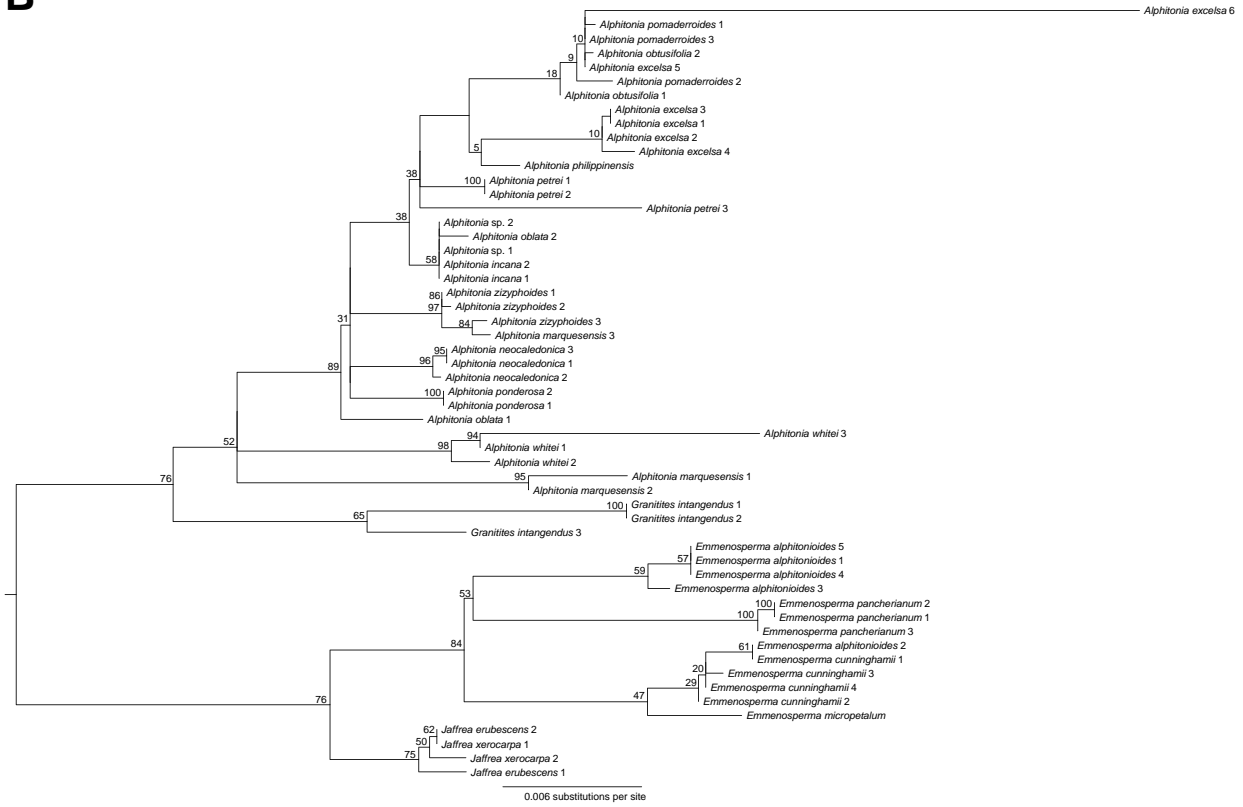 B
Alphitonia excelsa 6
Alphitonia pomaderroides 1
10
Alphitonia pomaderroides 3
Alphitonia obtusifolia 2
9
Alphitonia excelsa 5
18
Alphitonia pomaderroides 2
Alphitonia obtusifolia 1
Alphitonia excelsa 3
Alphitonia excelsa 1
10
Alphitonia excelsa 2
5
Alphitonia excelsa 4
Alphitonia philippinensis
38
100
Alphitonia petrei 1
Alphitonia petrei 2
Alphitonia petrei 3
38
Alphitonia sp. 2
Alphitonia oblata 2
Alphitonia sp. 1
58
Alphitonia incana 2
Alphitonia incana 1
86
Alphitonia zizyphoides 1
97
Alphitonia zizyphoides 2
31
84
Alphitonia zizyphoides 3
Alphitonia marquesensis 3
95
Alphitonia neocaledonica 3
96
Alphitonia neocaledonica 1
89
Alphitonia neocaledonica 2
100
Alphitonia ponderosa 2
Alphitonia ponderosa 1
Alphitonia oblata 1
94
Alphitonia whitei 3
52
98
Alphitonia whitei 1
Alphitonia whitei 2
76
95
Alphitonia marquesensis 1
Alphitonia marquesensis 2
100
Granitites intangendus 1
65
Granitites intangendus 2
Granitites intangendus 3
Emmenosperma alphitonioides 5
57
Emmenosperma alphitonioides 1
59
Emmenosperma alphitonioides 4
Emmenosperma alphitonioides 3
53
100
Emmenosperma pancherianum 2
100
Emmenosperma pancherianum 1
Emmenosperma pancherianum 3
84
61
Emmenosperma alphitonioides 2
Emmenosperma cunninghamii 1
20
Emmenosperma cunninghamii 3
29
Emmenosperma cunninghamii 4
47
Emmenosperma cunninghamii 2
76
Emmenosperma micropetalum
62
Jaffrea erubescens 2
50
Jaffrea xerocarpa 1
75
Jaffrea xerocarpa 2
Jaffrea erubescens 1
0.006 substitutions per site